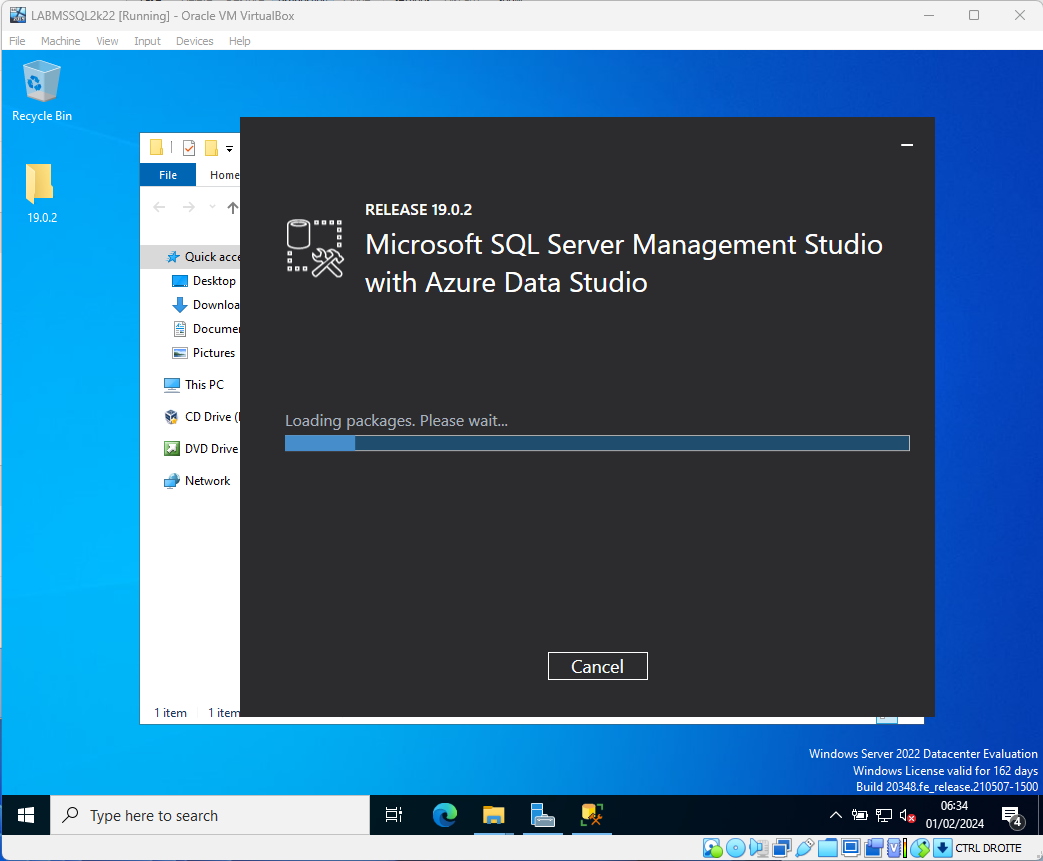 LABMSSQL2k22 [Running] - Oracle VM VirtualBox
File Machine View Input Devices Help
Recycle Bin
19.0.2
File Home
Quick acce
Desktop
Downloa
Documer
Pictures
This PC
CD Drive (
DVD Drive
Network
1 item 1 item
RELEASE 19.0.2
Microsoft SQL Server Management Studio
with Azure Data Studio
Loading packages. Please wait...
Cancel
Windows Server 2022 Datacenter Evaluation
Windows License valid for 162 days
Build 20348.fe_release.210507-1500
Type here to search
06:34
01/02/2024
4
CTRL DROITE